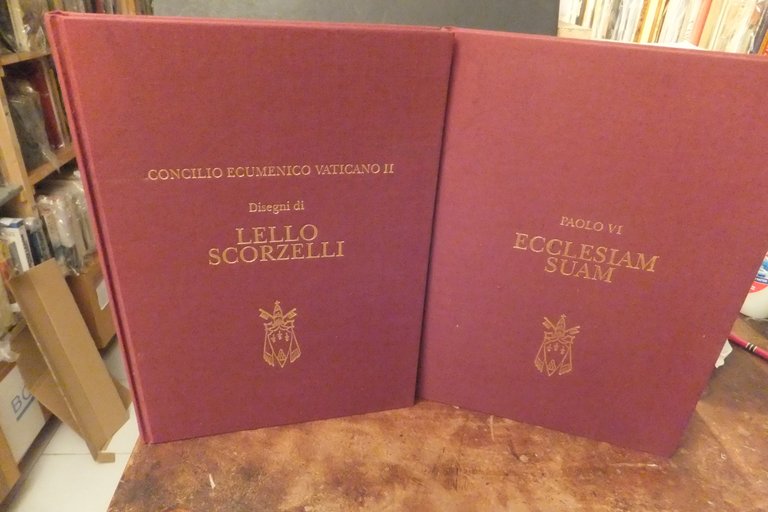 CONCILIO ECUMENICO VATICANO II
Disegni di
LELLO
SCORZELLI
PAOLO VI
ECCLESIAM
SUAM